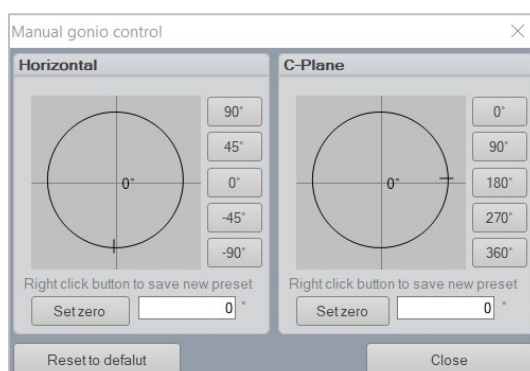 Manual gonio control
Horizontal
0°
90°
45°
0°
-45°
-90°
Right click button to save new preset
Set zero 0 °
C-Plane
0°
0°
90°
180°
270°
360°
Right click button to save new preset
Set zero 0 °
Reset to defalut
Close